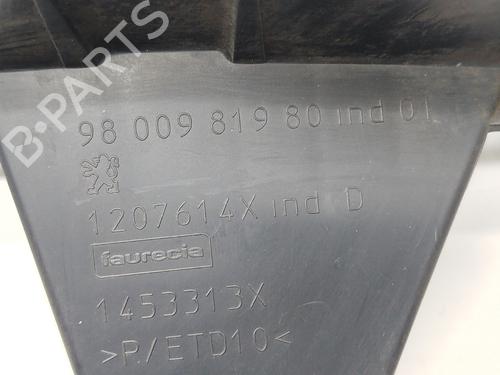 B-PARTS
98 009 819 80 ind 01
1207614X ind D
faurecia
1453313X
>P./ETD10<